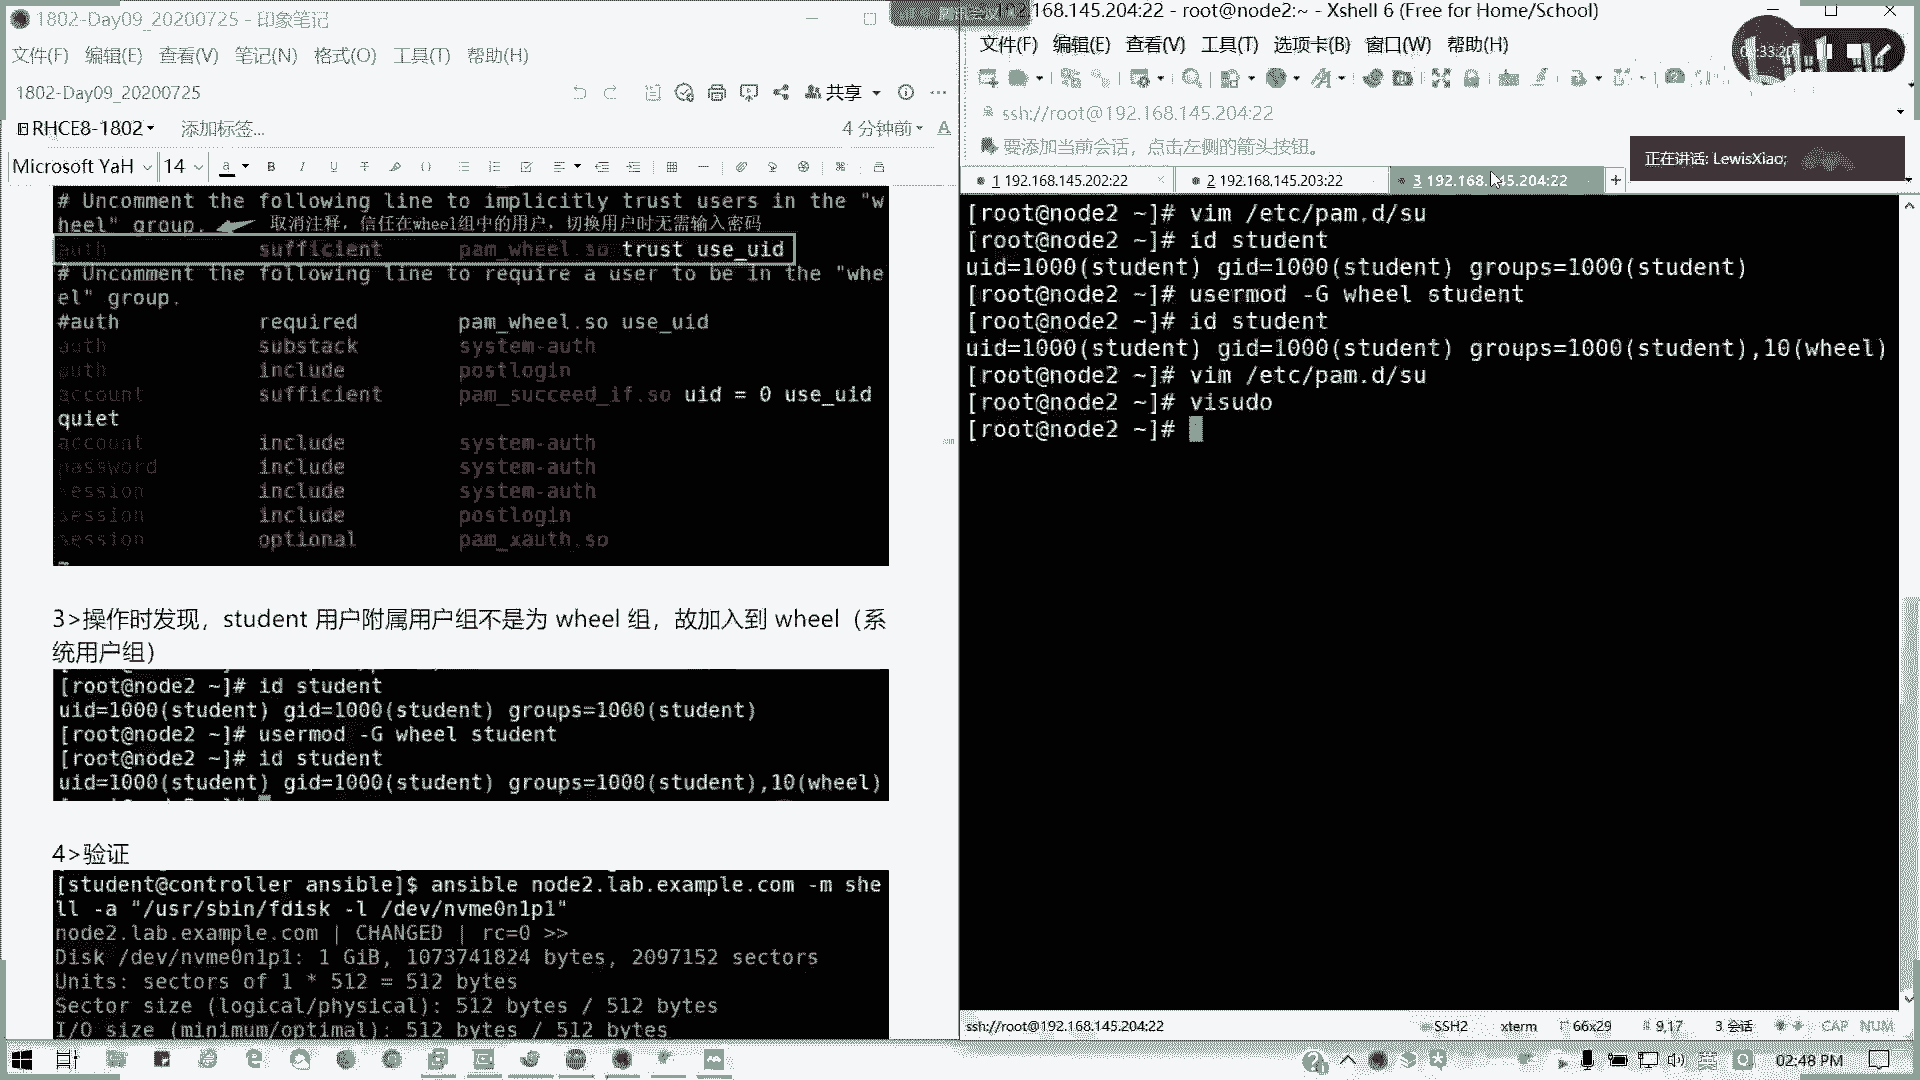 1802-Day09_20200725 - 印象笔记
文件(F) 编辑(E) 查看(V) 笔记(N) 格式(O) 工具(T) 帮助(H)
1802-Day09_20200725
共享
RHCE8-1802 添加标签...
4 分钟前
Microsoft YaH 14
# Uncomment the following line to implicitly trust users in the "w
heel" group. 取消注释，信任在wheel组中的用户，切换用户时无需输入密码
auth sufficient pam_wheel.so trust use_uid
# Uncomment the following line to require a user to be in the "whe
el" group.
#auth required pam_wheel.so use_uid
auth substack system-auth
auth include postlogin
account sufficient pam_succeed_if.so uid = 0 use_uid
quiet
account include system-auth
password include system-auth
session include system-auth
session include postlogin
session optional pam_xauth.so
3>操作时发现，student 用户附属用户组不是为 wheel 组，故加入到 wheel（系
统用户组）
[root@node2 ~]# id student
uid=1000(student) gid=1000(student) groups=1000(student)
[root@node2 ~]# usermod -G wheel student
[root@node2 ~]# id student
uid=1000(student) gid=1000(student) groups=1000(student),10(wheel)
4>验证
[student@controller ansible]$ ansible node2.lab.example.com -m she
ll -a "/usr/sbin/fdisk -l /dev/nvme0n1p1"
node2.lab.example.com | CHANGED | rc=0 >>
Disk /dev/nvme0n1p1: 1 GiB, 1073741824 bytes, 2097152 sectors
Units: sectors of 1 * 512 = 512 bytes
Sector size (logical/physical): 512 bytes / 512 bytes
I/O size (minimum/optimal): 512 bytes / 512 bytes
168.145.204:22 - root@node2:~ - Xshell 6 (Free for Home/School)
文件(F) 编辑(E) 查看(V) 工具(T) 选项卡(B) 窗口(W) 帮助(H)
ssh://root@192.168.145.204:22
要添加当前会话，点击左侧的箭头按钮。
正在讲话: LewisXiao;
1 192.168.145.202:22
2 192.168.145.203:22
3 192.168.145.204:22
[root@node2 ~]# vim /etc/pam.d/su
[root@node2 ~]# id student
uid=1000(student) gid=1000(student) groups=1000(student)
[root@node2 ~]# usermod -G wheel student
[root@node2 ~]# id student
uid=1000(student) gid=1000(student) groups=1000(student),10(wheel)
[root@node2 ~]# vim /etc/pam.d/su
[root@node2 ~]# visudo
[root@node2 ~]#
ssh://root@192.168.145.204:22 SSH2 xterm 66x29 9,17 3 会话 CAP NUM
英
02:48 PM